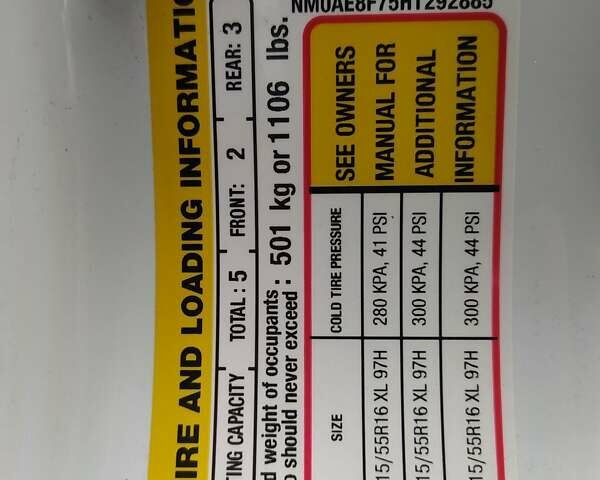 NM0AE8F75H1292885
IRE AND LOADING INFORMATIO
TING CAPACITY TOTAL : 5 FRONT: 2 REAR: 3
d weight of occupants
o should never exceed : 501 kg or 1106 lbs.
SIZE COLD TIRE PRESSURE SEE OWNERS
15/55R16 XL 97H 280 KPA, 41 PSI MANUAL FOR
15/55R16 XL 97H 300 KPA, 44 PSI ADDITIONAL
15/55R16 XL 97H 300 KPA, 44 PSI INFORMATION